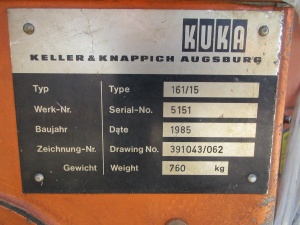 KUKA
KELLER & KNAPPICH AUGSBURG
Typ Type 161/15
Werk-Nr. Serial-No. 5151
Baujahr Date 1985
Zeichnung-Nr. Drawing No. 391043/062
Gewicht Weight 760 kg